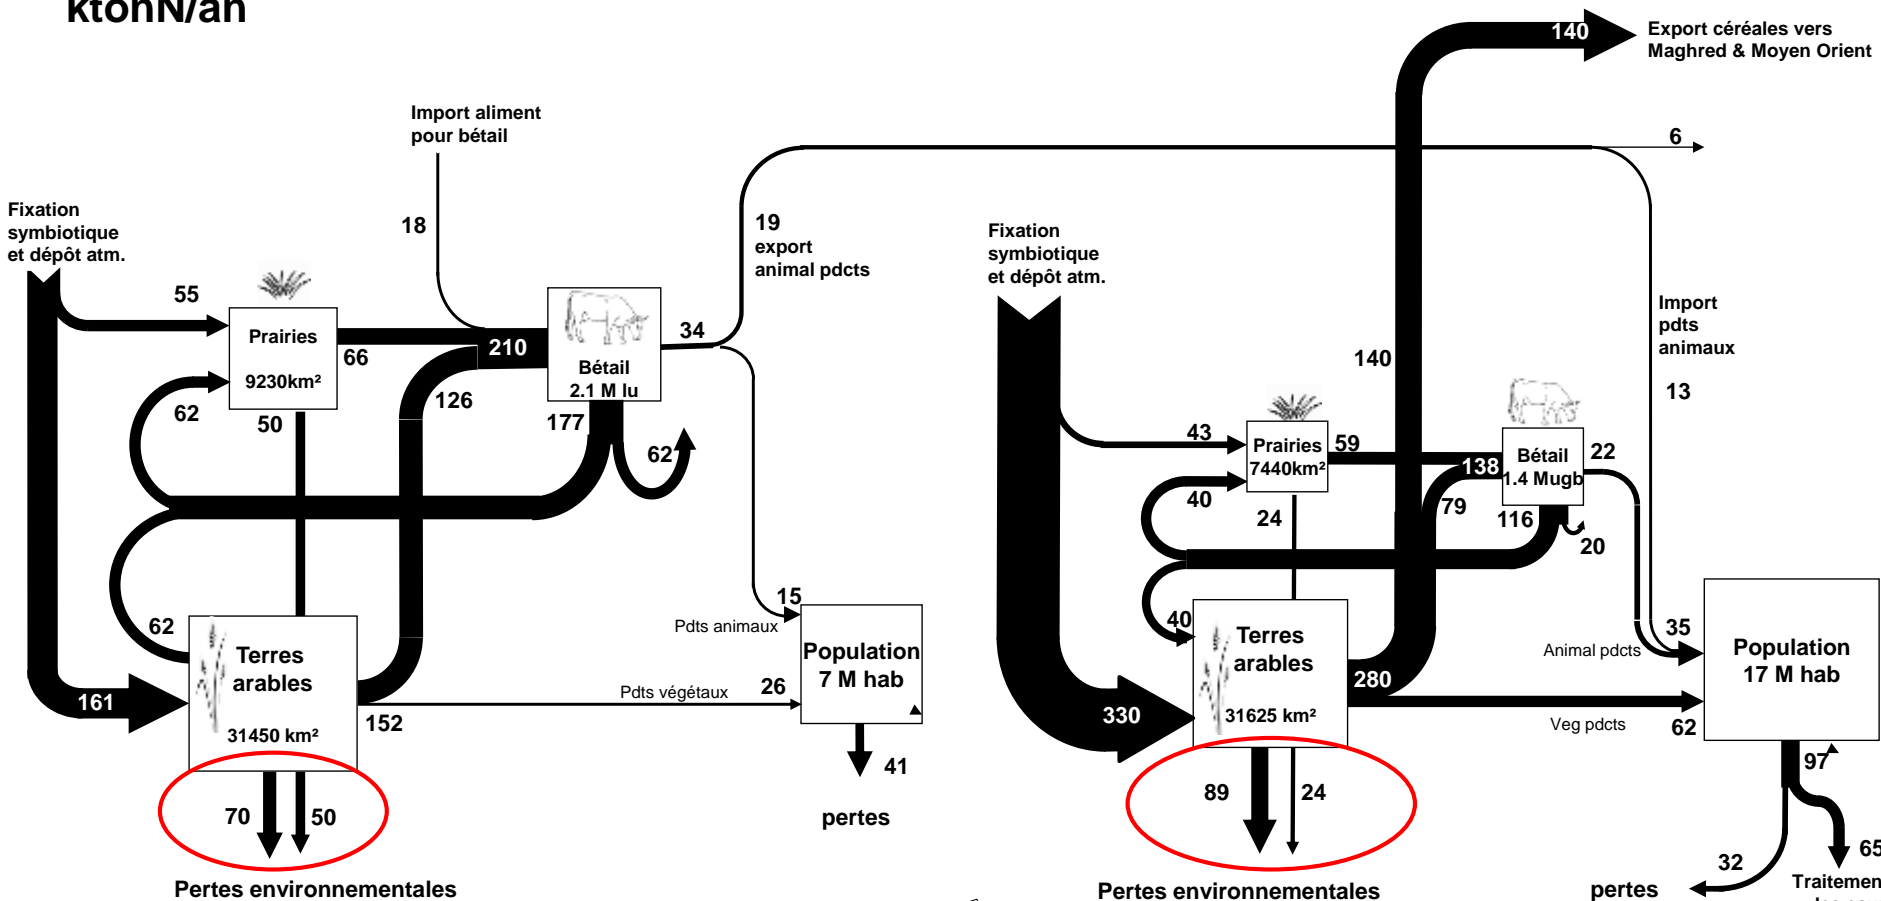 ktonN/an
140
Export céréales vers
Maghred & Moyen Orient
Import aliment
pour bétail
18
6
Fixation
symbiotique
et dépôt atm.
55
Prairies
9230km²
66
62
50
210
126
Bétail
2.1 M lu
177
62
34
19
export
animal pdcts
62
161
Terres
arables
31450 km²
152
70
50
Pertes environnementales
15
Pdts animaux
Pdts végétaux
26
Population
7 M hab
41
pertes
Fixation
symbiotique
et dépôt atm.
140
Import
pdts
animaux
13
43
Prairies
7440km²
59
40
24
138
79
Bétail
1.4 Mugb
22
116
20
40
330
Terres
arables
31625 km²
280
89
24
Pertes environnementales
35
Animal pdcts
Veg pdcts
62
Population
17 M hab
97
65
32
pertes